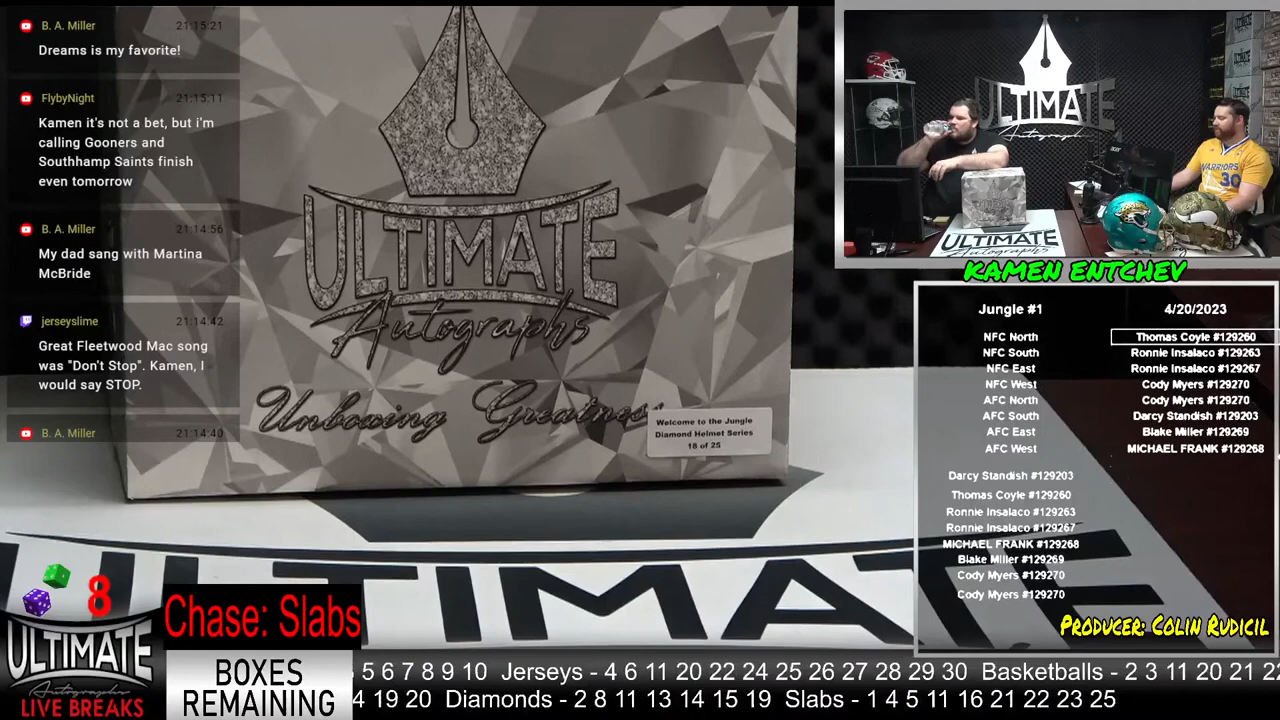 B. A. Miller 21:15:21
Dreams is my favorite!
FlybyNight 21:15:11
Kamen it's not a bet, but i'm
calling Gooners and
Southhamp Saints finish
even tomorrow
B. A. Miller 21:14:56
My dad sang with Martina
McBride
jerseyslime 21:14:42
Great Fleetwood Mac song
was "Don't Stop". Kamen, I
would say STOP.
B. A. Miller 21:14:40
ULTIMATE
Autographs
Unboxing Greatness
Welcome to the Jungle
Diamond Helmet Series
18 of 25
ULTIMATE
ULTIMATE
WARRIORS
30
ULTIMATE
KAMEN ENTCHEV
Jungle #1 4/20/2023
NFC North Thomas Coyle #129260
NFC South Ronnie Insalaco #129263
NFC East Ronnie Insalaco #129267
NFC West Cody Myers #129270
AFC North Cody Myers #129270
AFC South Darcy Standish #129203
AFC East Blake Miller #129269
AFC West MICHAEL FRANK #129268
Darcy Standish #129203
Thomas Coyle #129260
Ronnie Insalaco #129263
Ronnie Insalaco #129267
MICHAEL FRANK #129268
Blake Miller #129269
Cody Myers #129270
Cody Myers #129270
Producer: Colin Rudicil
8
ULTIMATE
Autographs
LIVE BREAKS
Chase: Slabs
BOXES
REMAINING
5 6 7 8 9 10 Jerseys - 4 6 11 20 22 24 25 26 27 28 29 30 Basketballs - 2 3 11 20 21 22
4 19 20 Diamonds - 2 8 11 13 14 15 19 Slabs - 1 4 5 11 16 21 22 23 25